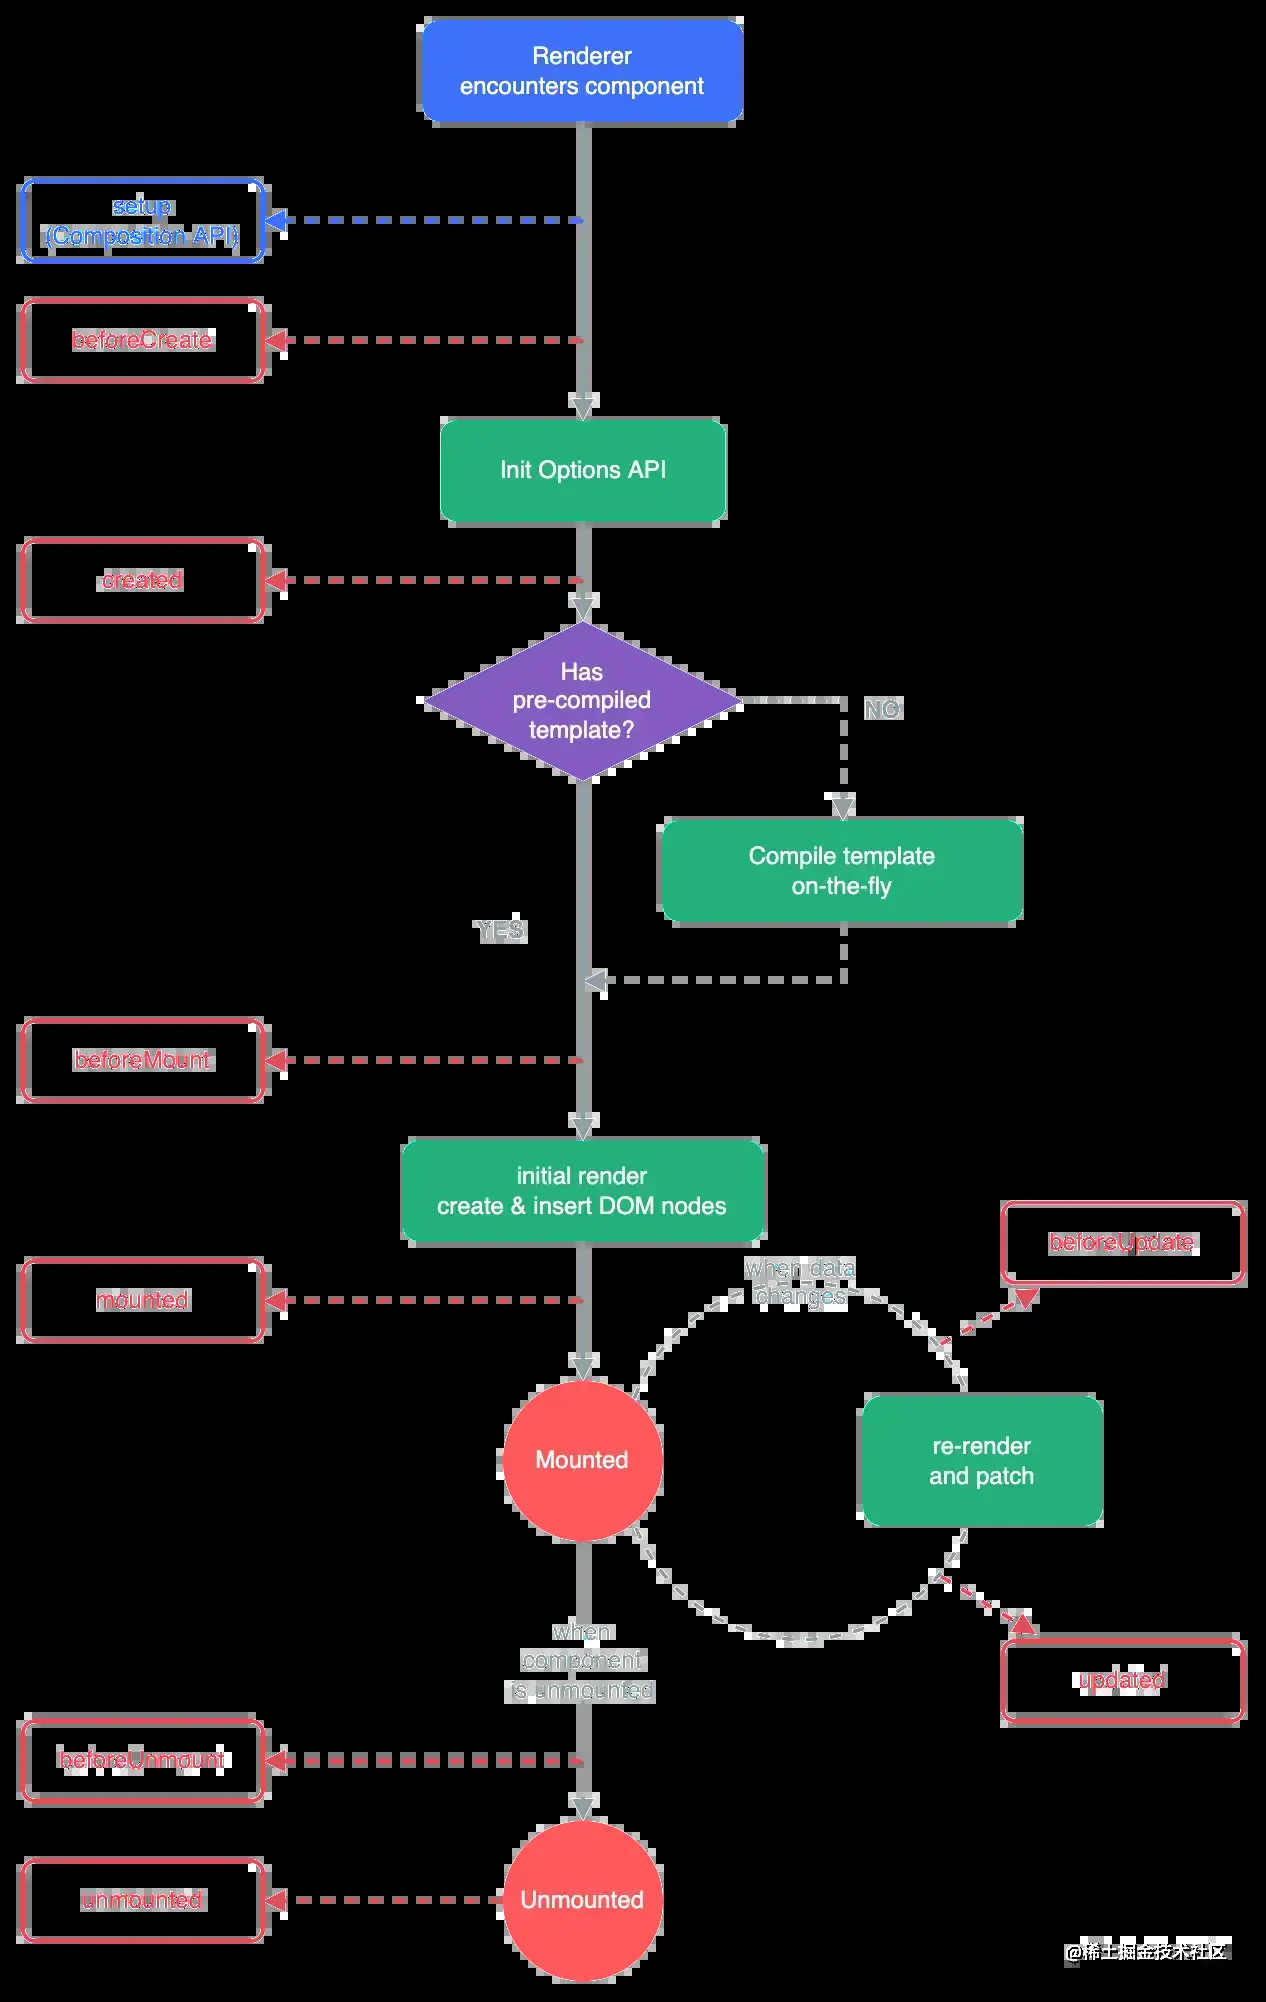 Renderer
encounters component
setup
(Composition API)
beforeCreate
Init Options API
created
Has
pre-compiled
template?
NO
Compile template
on-the-fly
YES
beforeMount
initial render
create & insert DOM nodes
beforeUpdate
when data
changes
mounted
Mounted
re-render
and patch
when
component
is unmounted
updated
beforeUnmount
unmounted
Unmounted
@稀土掘金技术社区